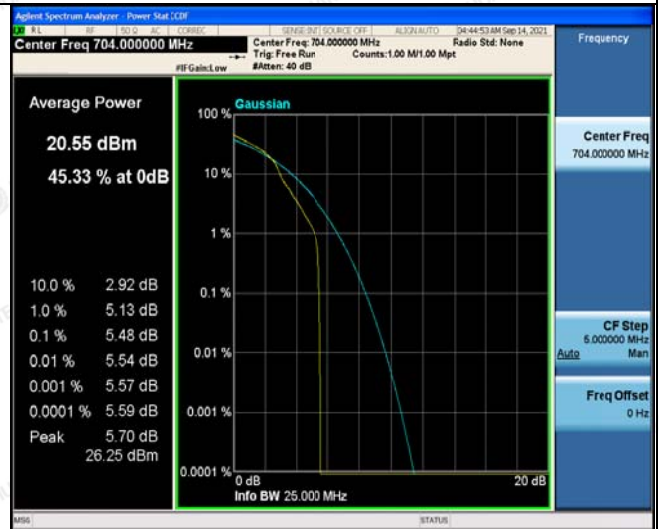 Agilent Spectrum Analyzer - Power Stat CCDF
RL RF 50 Ω AC CORREC SENSE:INT SOURCE OFF ALIGN AUTO 04:44:53 AM Sep 14, 2021
Center Freq 704.000000 MHz
Center Freq: 704.000000 MHz Radio Std: None
Trig: Free Run Counts:1.00 M/1.00 Mpt
#IFGain:Low #Atten: 40 dB
Frequency
Average Power
20.55 dBm
45.33 % at 0dB
10.0 % 2.92 dB
1.0 % 5.13 dB
0.1 % 5.48 dB
0.01 % 5.54 dB
0.001 % 5.57 dB
0.0001 % 5.59 dB
Peak 5.70 dB
26.25 dBm
Gaussian
100 %
10 %
1 %
0.1 %
0.01 %
0.001 %
0.0001 %
0 dB 20 dB
Info BW 25.000 MHz
Center Freq
704.000000 MHz
CF Step
5.000000 MHz
Auto Man
Freq Offset
0 Hz
MSG STATUS